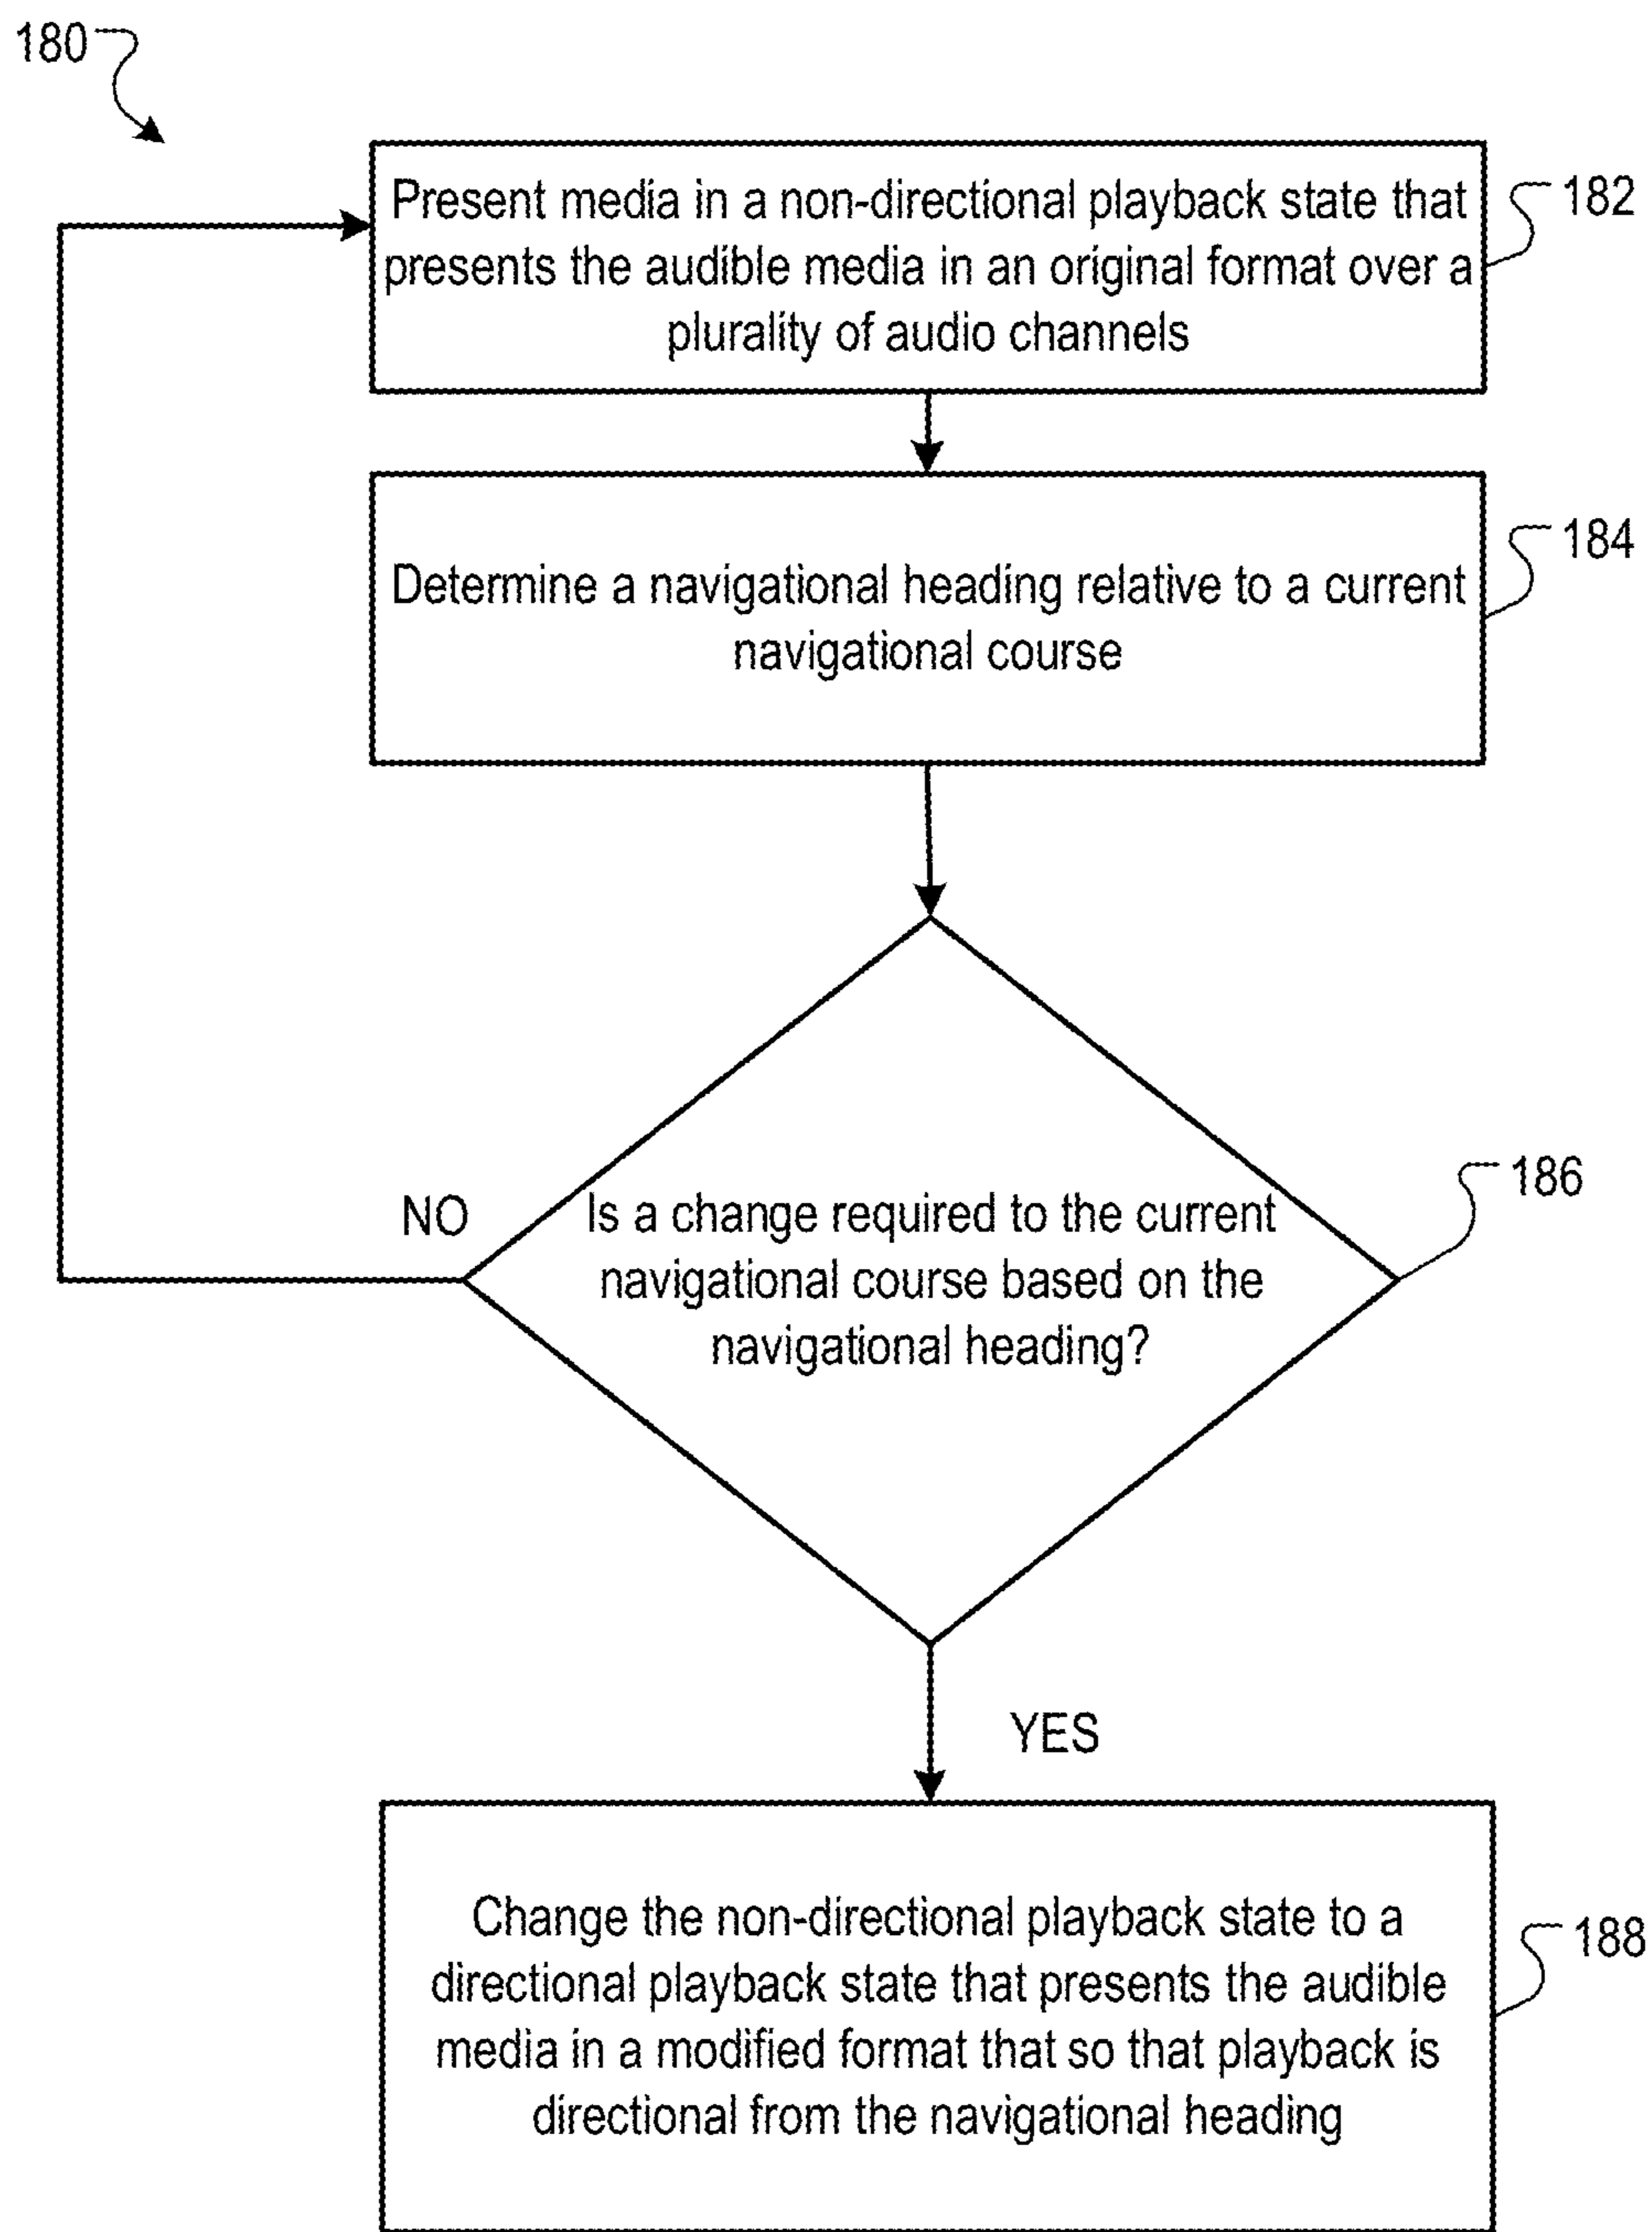 180
Present media in a non-directional playback state that
presents the audible media in an original format over a
plurality of audio channels
182
Determine a navigational heading relative to a current
navigational course
184
Is a change required to the current
navigational course based on the
navigational heading?
186
NO
YES
Change the non-directional playback state to a
directional playback state that presents the audible
media in a modified format that so that playback is
directional from the navigational heading
188